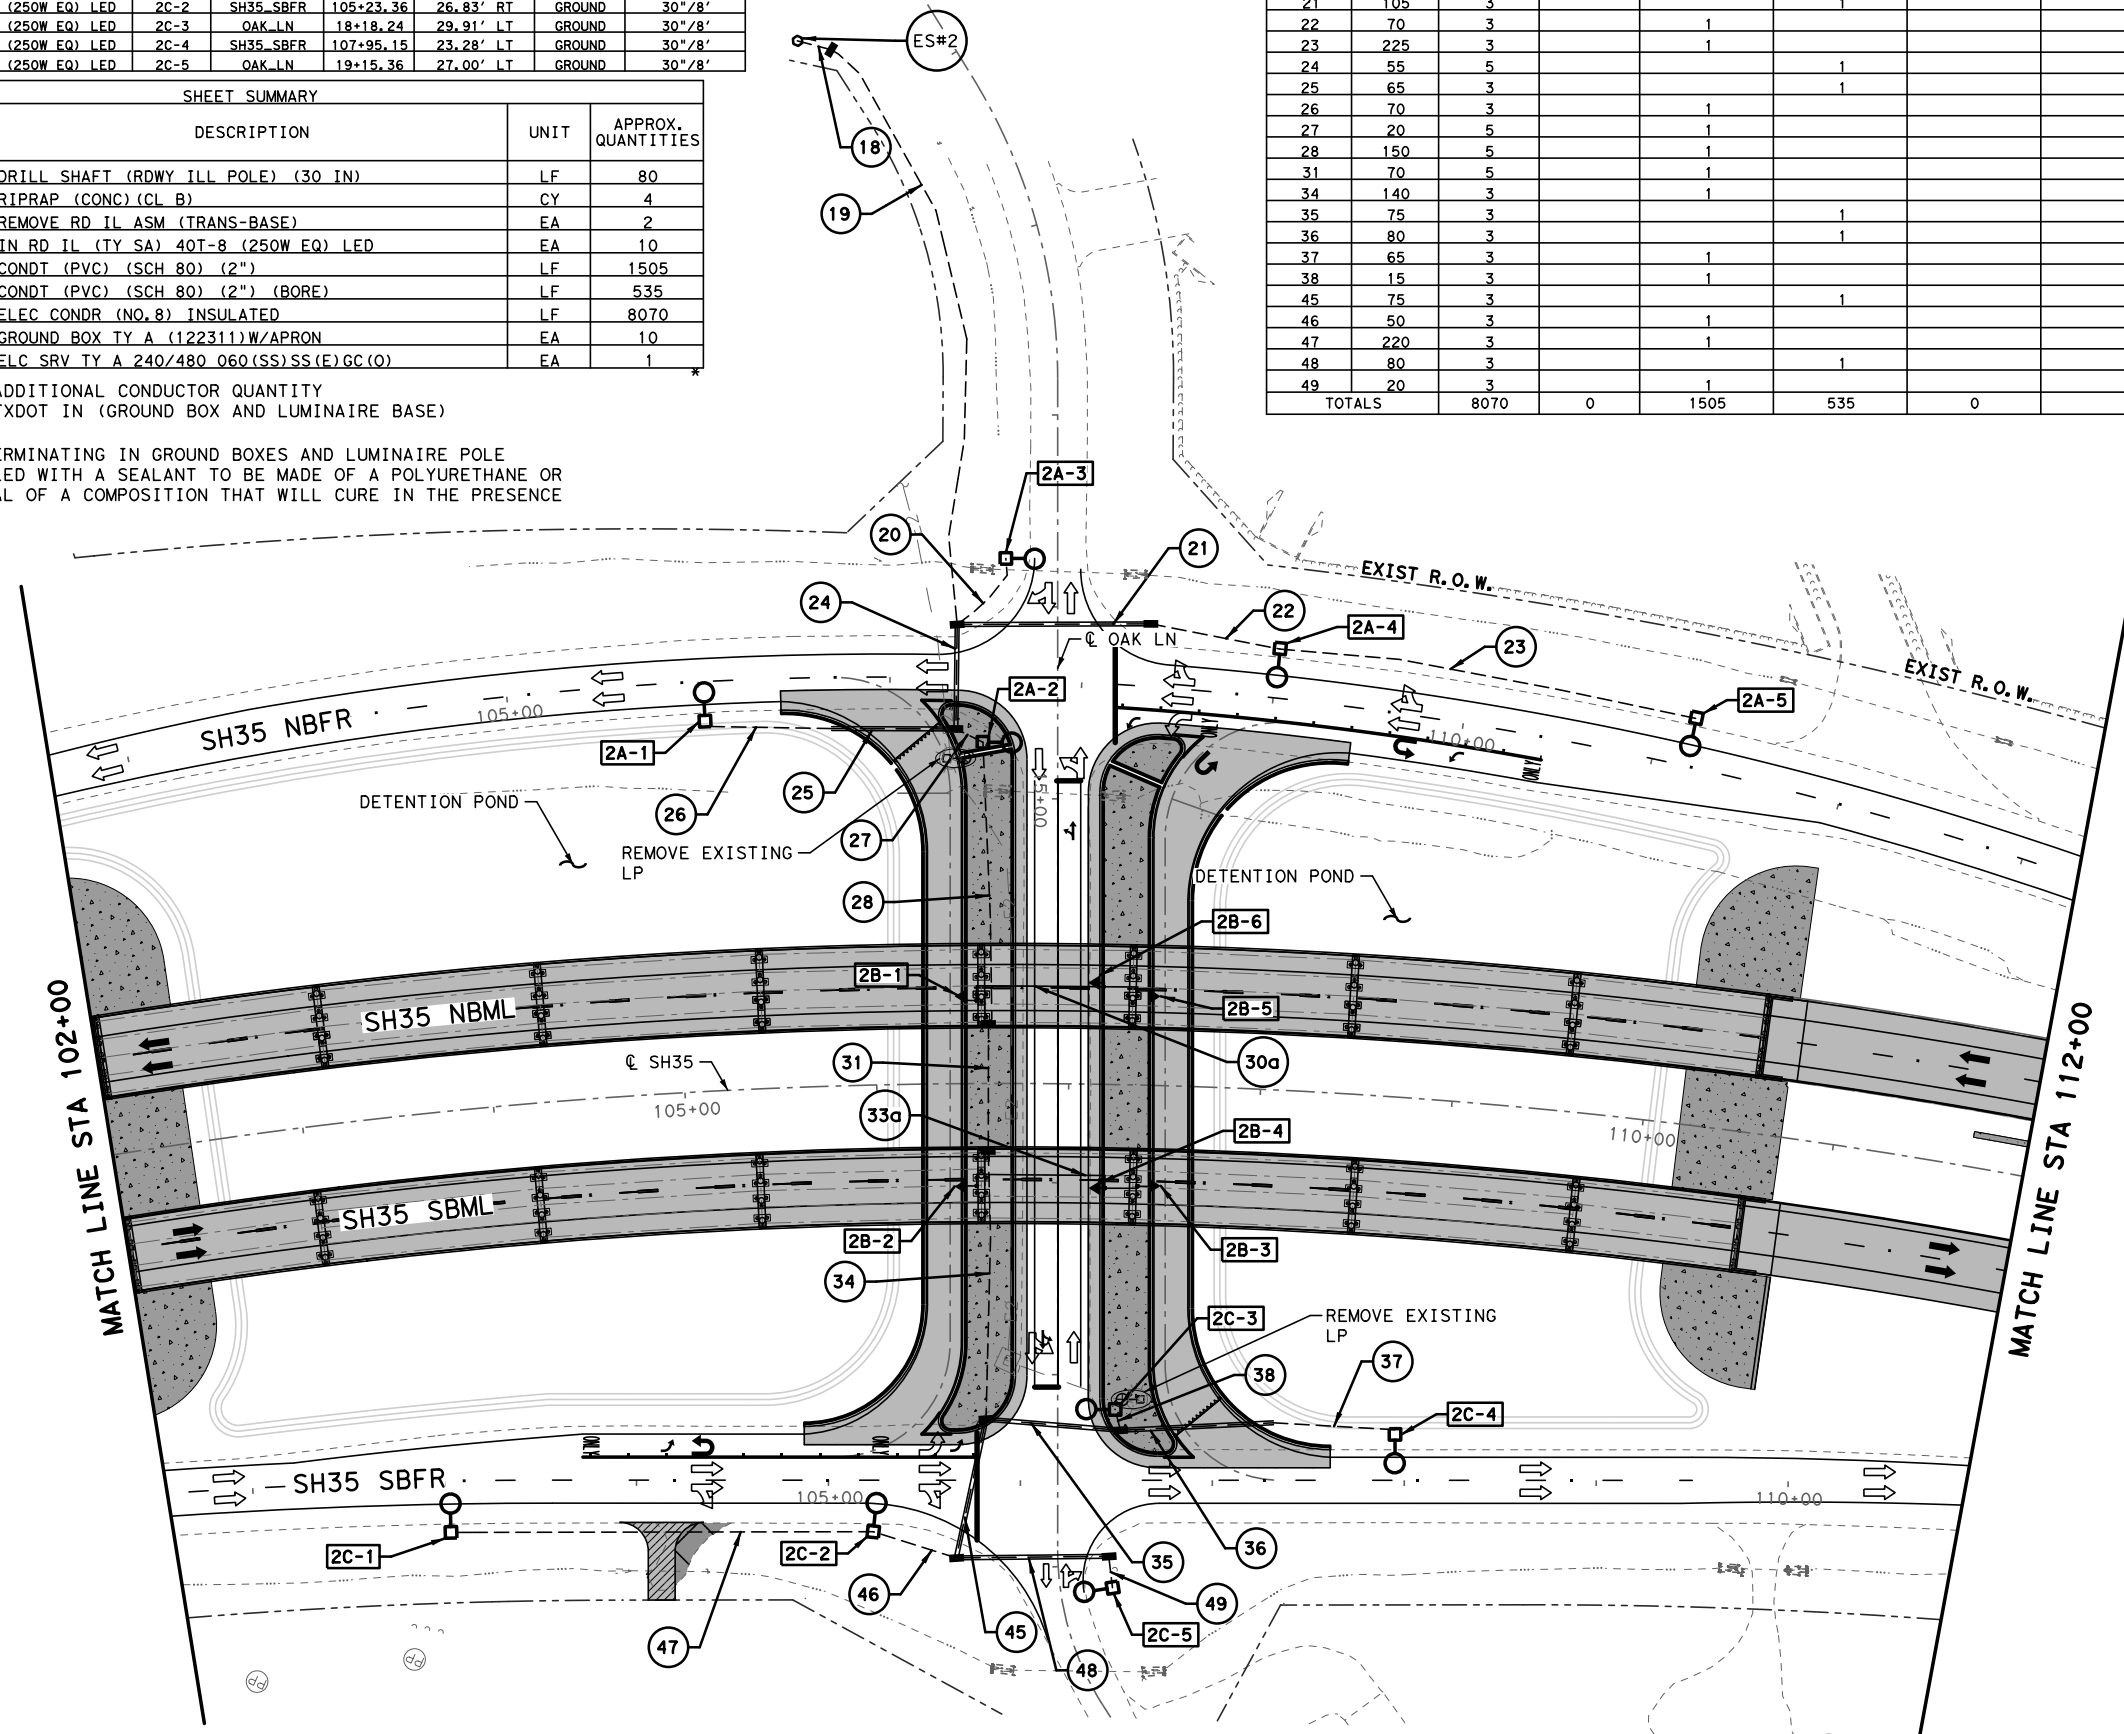 (250W EQ) LED 2C-2 SH35_SBFR 105+23.36 26.83' RT GROUND 30"/8'
(250W EQ) LED 2C-3 OAK_LN 18+18.24 29.91' LT GROUND 30"/8'
(250W EQ) LED 2C-4 SH35_SBFR 107+95.15 23.28' LT GROUND 30"/8'
(250W EQ) LED 2C-5 OAK_LN 19+15.36 27.00' LT GROUND 30"/8'
SHEET SUMMARY
DESCRIPTION UNIT APPROX. QUANTITIES
DRILL SHAFT (RDWY ILL POLE) (30 IN) LF 80
RIPRAP (CONC)(CL B) CY 4
REMOVE RD IL ASM (TRANS-BASE) EA 2
IN RD IL (TY SA) 40T-8 (250W EQ) LED EA 10
CONDT (PVC) (SCH 80) (2") LF 1505
CONDT (PVC) (SCH 80) (2") (BORE) LF 535
ELEC CONDR (NO.8) INSULATED LF 8070
GROUND BOX TY A (122311)W/APRON EA 10
ELC SRV TY A 240/480 060(SS)SS(E)GC(O) EA 1
*
ADDITIONAL CONDUCTOR QUANTITY
TXDOT IN (GROUND BOX AND LUMINAIRE BASE)
ERMINATING IN GROUND BOXES AND LUMINAIRE POLE
LED WITH A SEALANT TO BE MADE OF A POLYURETHANE OR
AL OF A COMPOSITION THAT WILL CURE IN THE PRESENCE
21 105 3 1
22 70 3 1
23 225 3 1
24 55 5 1
25 65 3 1
26 70 3 1
27 20 5 1
28 150 5 1
31 70 5 1
34 140 3 1
35 75 3 1
36 80 3 1
37 65 3 1
38 15 3 1
45 75 3 1
46 50 3 1
47 220 3 1
48 80 3 1
49 20 3 1
TOTALS 8070 0 1505 535 0
ES#2
18
19
2A-3
20
21
EXIST R.O.W.
24
22
2A-4
℄ OAK LN
23
EXIST R.O.W.
2A-2
2A-5
SH35 NBFR
105+00
2A-1
110+00
ONLY
ONLY
25
DETENTION POND
26
15+00
27
REMOVE EXISTING
LP
DETENTION POND
28
2B-6
2B-1
2B-5
SH35 NBML
MATCH LINE STA 102+00
MATCH LINE STA 112+00
℄ SH35
31
30a
105+00
33a
2B-4
110+00
SH35 SBML
2B-2
2B-3
34
2C-3
REMOVE EXISTING
LP
37
38
2C-4
ONLY
ONLY
SH35 SBFR
105+00
110+00
2C-1
2C-2
36
35
46
49
45
2C-5
47
48
PP
PP